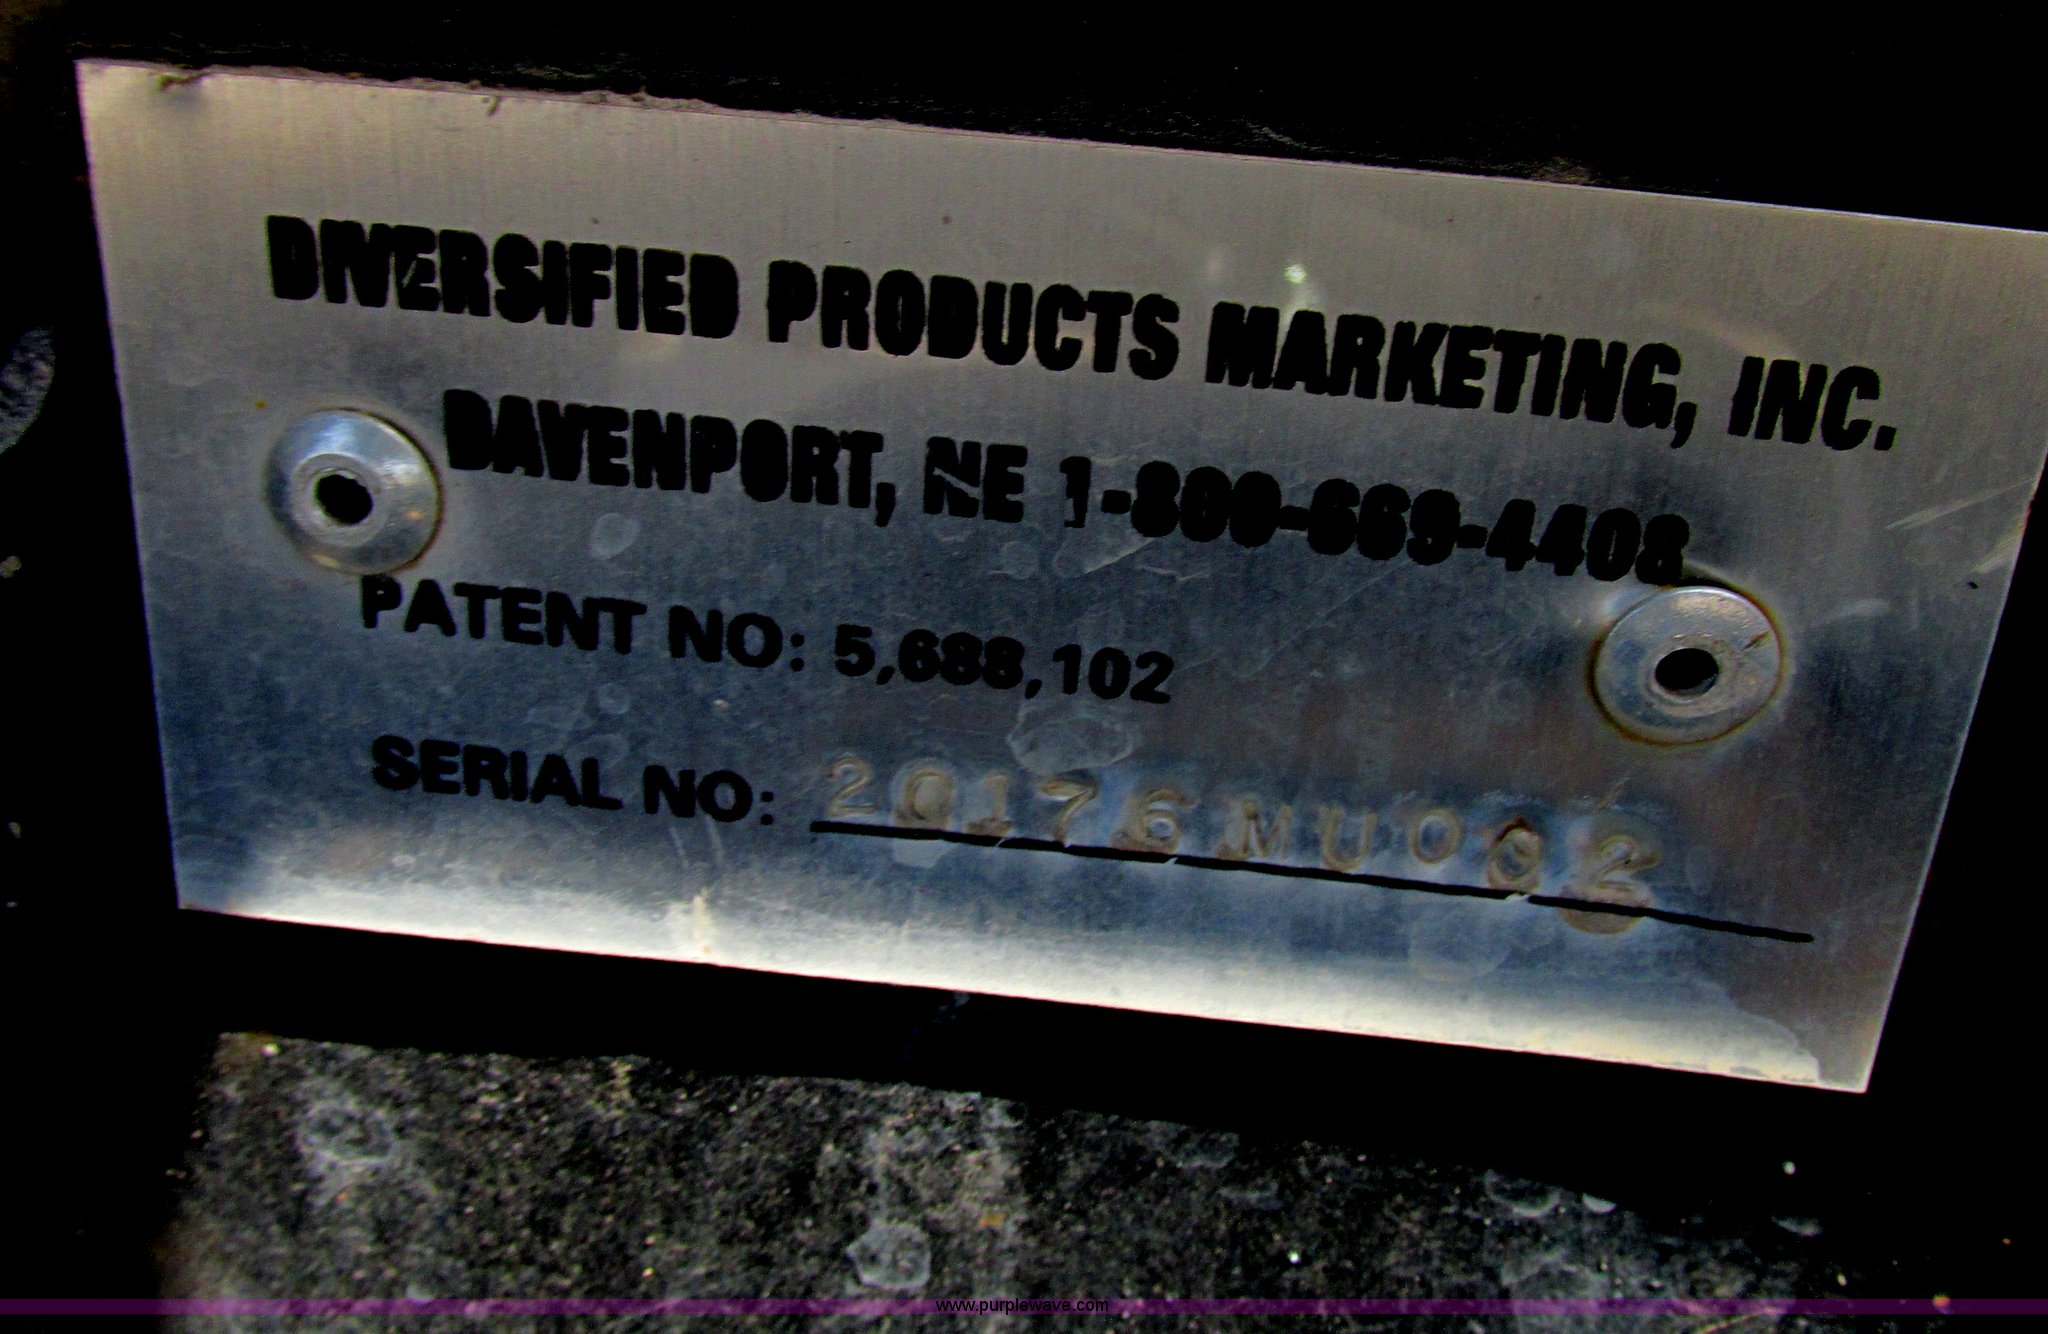 DIVERSIFIED PRODUCTS MARKETING, INC.
DAVENPORT, NE 1-800-669-4408
PATENT NO: 5,688,102
SERIAL NO: 20176MU002
www.purplewave.com